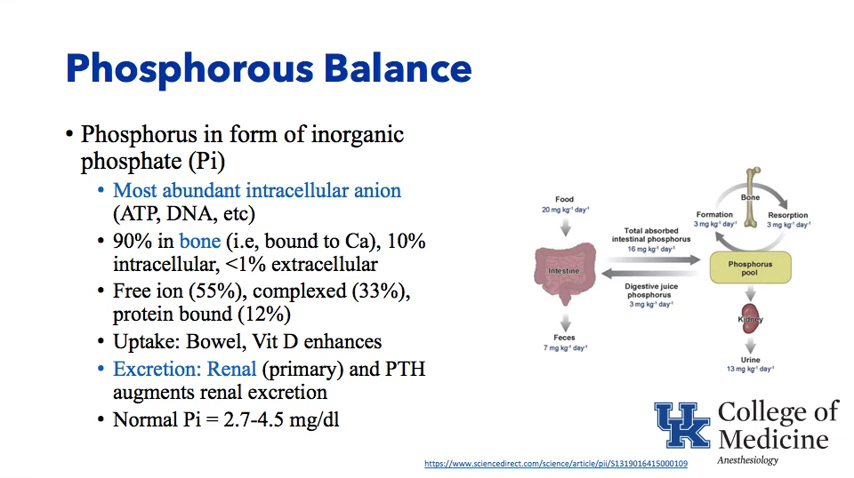 Phosphorous Balance
• Phosphorus in form of inorganic
phosphate (Pi)
• Most abundant intracellular anion
(ATP, DNA, etc)
• 90% in bone (i.e, bound to Ca), 10%
intracellular, <1% extracellular
• Free ion (55%), complexed (33%),
protein bound (12%)
• Uptake: Bowel, Vit D enhances
• Excretion: Renal (primary) and PTH
augments renal excretion
• Normal Pi = 2.7-4.5 mg/dl
Food
20 mg kg⁻¹ day⁻¹
Intestine
Feces
7 mg kg⁻¹ day⁻¹
Total absorbed
intestinal phosphorus
16 mg kg⁻¹ day⁻¹
Digestive juice
phosphorus
3 mg kg⁻¹ day⁻¹
Bone
Formation
3 mg kg⁻¹ day⁻¹
Resorption
3 mg kg⁻¹ day⁻¹
Phosphorus
pool
Kidney
Urine
13 mg kg⁻¹ day⁻¹
UK
College of
Medicine
Anesthesiology
https://www.sciencedirect.com/science/article/pii/S1319016415000109